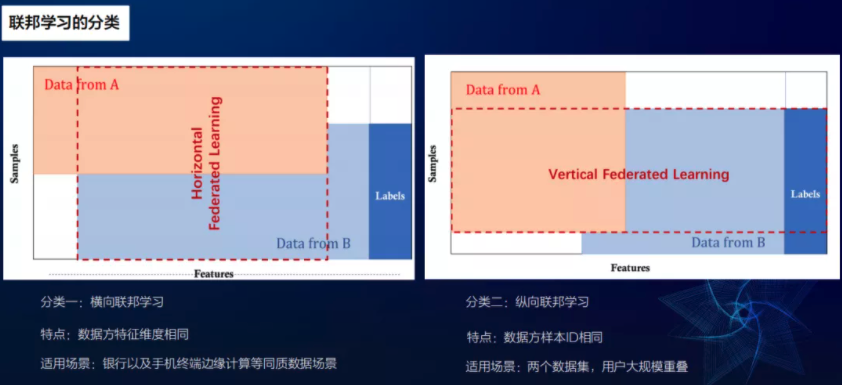 联邦学习的分类
Data from A
Horizontal
Federated Learning
Samples
Labels
Data from B
Features
Data from A
Vertical Federated Learning
Samples
Labels
Data from B
Features
分类一：横向联邦学习
特点：数据方特征维度相同
适用场景：银行以及手机终端边缘计算等同质数据场景
分类二：纵向联邦学习
特点：数据方样本ID相同
适用场景：两个数据集，用户大规模重叠